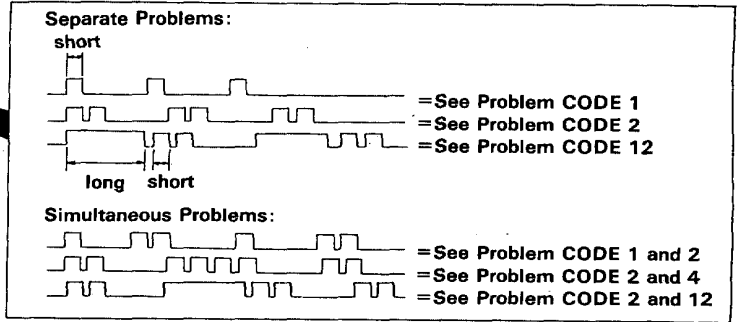 Separate Problems:
short
=See Problem CODE 1
=See Problem CODE 2
=See Problem CODE 12
long short
Simultaneous Problems:
=See Problem CODE 1 and 2
=See Problem CODE 2 and 4
=See Problem CODE 2 and 12